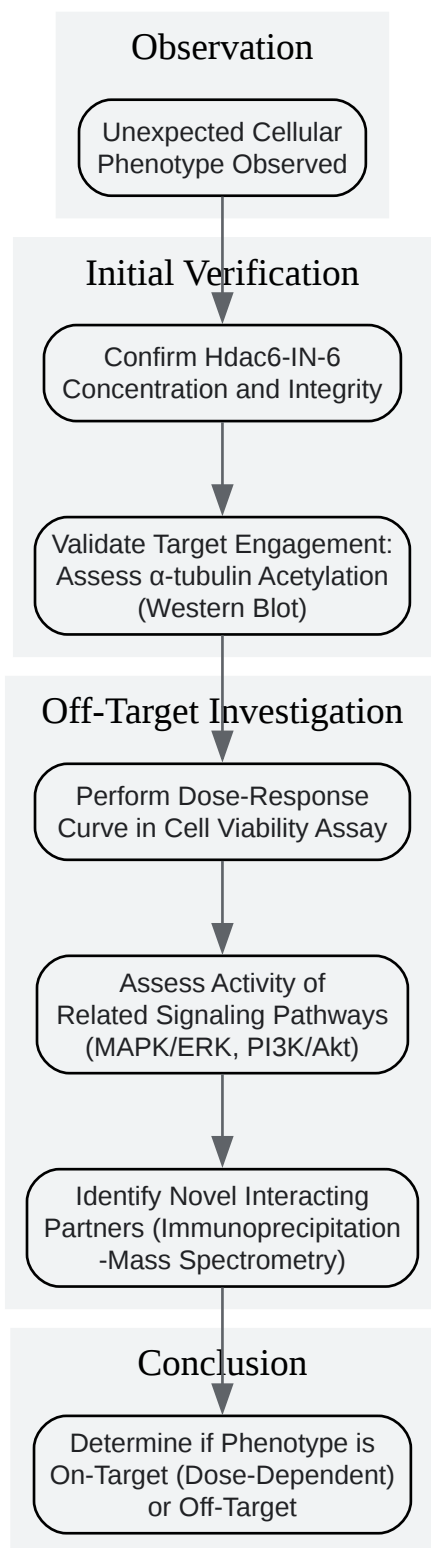 Observation
Unexpected Cellular
Phenotype Observed
Initial Verification
Confirm Hdac6-IN-6
Concentration and Integrity
Validate Target Engagement:
Assess α-tubulin Acetylation
(Western Blot)
Off-Target Investigation
Perform Dose-Response
Curve in Cell Viability Assay
Assess Activity of
Related Signaling Pathways
(MAPK/ERK, PI3K/Akt)
Identify Novel Interacting
Partners (Immunoprecipitation
-Mass Spectrometry)
Conclusion
Determine if Phenotype is
On-Target (Dose-Dependent)
or Off-Target